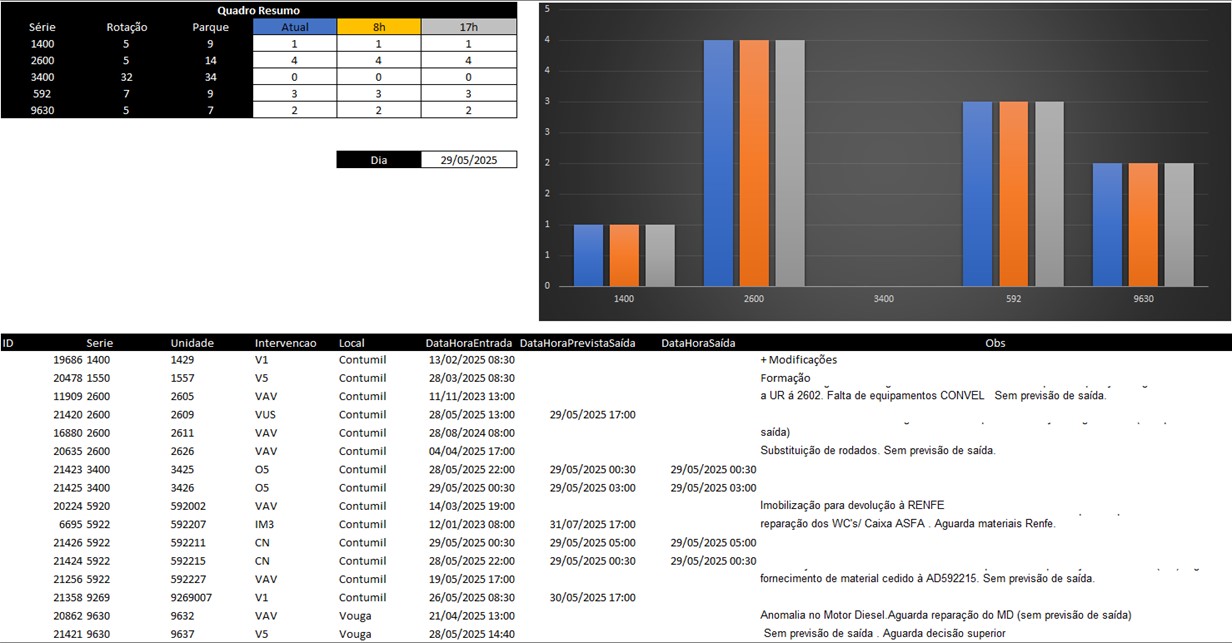 Quadro Resumo
Série Rotação Parque Atual 8h 17h
1400 5 9 1 1 1
2600 5 14 4 4 4
3400 32 34 0 0 0
592 7 9 3 3 3
9630 5 7 2 2 2
Dia 29/05/2025
5
4
4
3
3
2
2
1
1
0
1400 2600 3400 592 9630
ID Serie Unidade Intervencao Local DataHoraEntrada DataHoraPrevistaSaída DataHoraSaída Obs
19686 1400 1429 V1 Contumil 13/02/2025 08:30 + Modificações
20478 1550 1557 V5 Contumil 28/03/2025 08:30 Formação
11909 2600 2605 VAV Contumil 11/11/2023 13:00 a UR á 2602. Falta de equipamentos CONVEL Sem previsão de saída.
21420 2600 2609 VUS Contumil 28/05/2025 13:00 29/05/2025 17:00
16880 2600 2611 VAV Contumil 28/08/2024 08:00 saída)
20635 2600 2626 VAV Contumil 04/04/2025 17:00 Substituição de rodados. Sem previsão de saída.
21423 3400 3425 O5 Contumil 28/05/2025 22:00 29/05/2025 00:30 29/05/2025 00:30
21425 3400 3426 O5 Contumil 29/05/2025 00:30 29/05/2025 03:00 29/05/2025 03:00
20224 5920 592002 VAV Contumil 14/03/2025 19:00 Imobilização para devolução à RENFE
6695 5922 592207 IM3 Contumil 12/01/2023 08:00 31/07/2025 17:00 reparação dos WC's/ Caixa ASFA . Aguarda materiais Renfe.
21426 5922 592211 CN Contumil 29/05/2025 00:30 29/05/2025 05:00 29/05/2025 05:00
21424 5922 592215 CN Contumil 28/05/2025 22:00 29/05/2025 00:30 29/05/2025 00:30
21256 5922 592227 VAV Contumil 19/05/2025 17:00 fornecimento de material cedido à AD592215. Sem previsão de saída.
21358 9269 9269007 V1 Contumil 26/05/2025 08:30 30/05/2025 17:00
20862 9630 9632 VAV Vouga 21/04/2025 13:00 Anomalia no Motor Diesel.Aguarda reparação do MD (sem previsão de saída)
21421 9630 9637 V5 Vouga 28/05/2025 14:40 Sem previsão de saída . Aguarda decisão superior